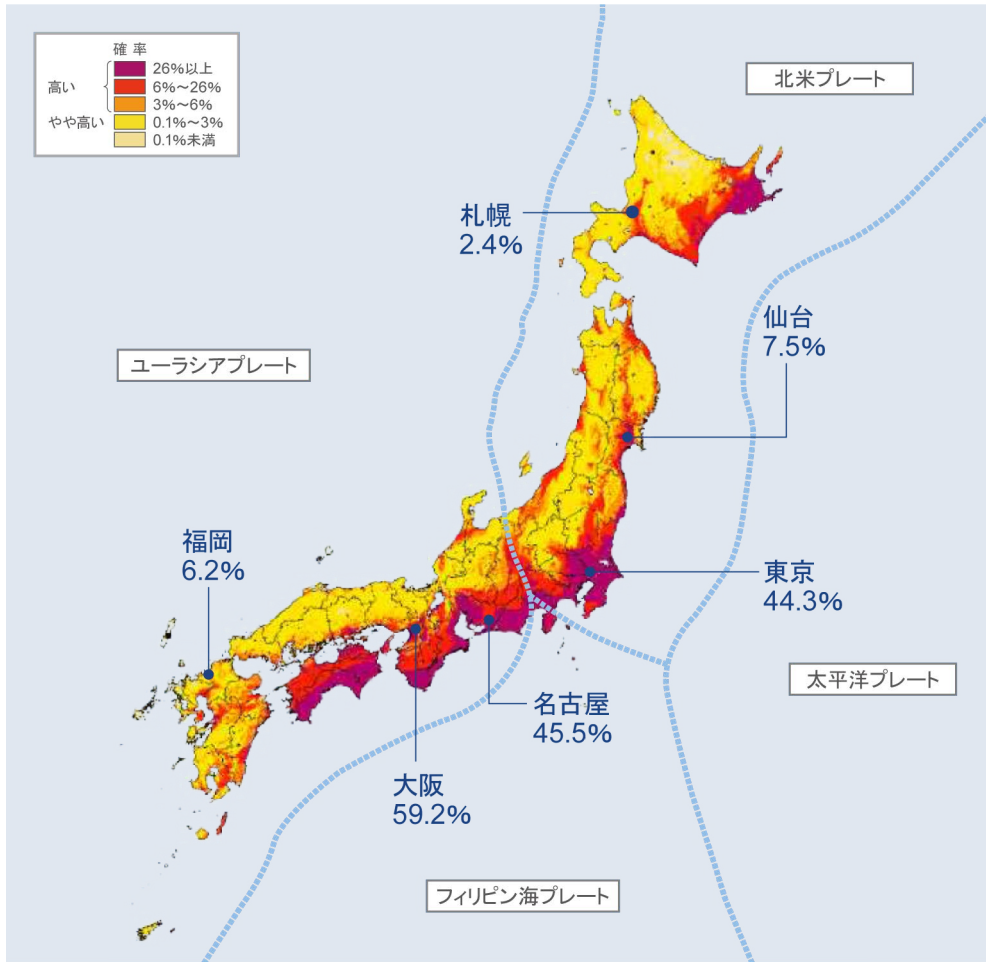 確率
高い
26%以上
6%～26%
3%～6%
やや高い
0.1%～3%
0.1%未満
北米プレート
札幌
2.4%
仙台
7.5%
ユーラシアプレート
福岡
6.2%
東京
44.3%
太平洋プレート
名古屋
45.5%
大阪
59.2%
フィリピン海プレート